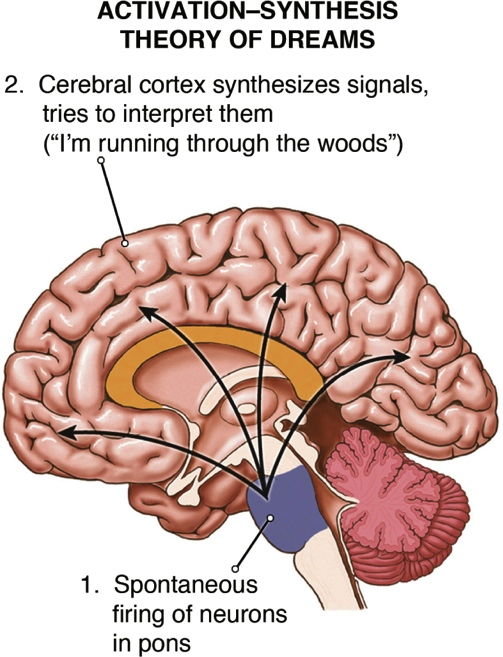 ACTIVATION–SYNTHESIS
THEORY OF DREAMS
2. Cerebral cortex synthesizes signals,
tries to interpret them
(“I’m running through the woods”)
1. Spontaneous
firing of neurons
in pons